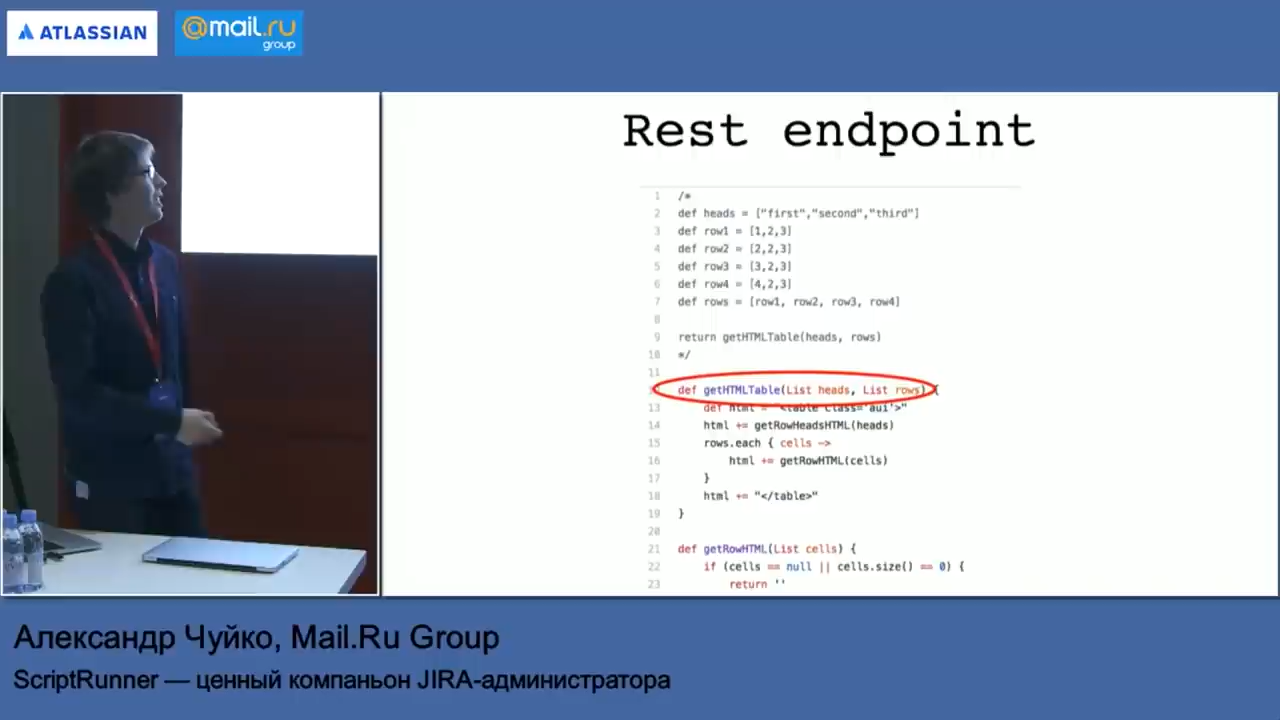 ATLASSIAN
@mail.ru
group
Rest endpoint
1 /*
2 def heads = ["first","second","third"]
3 def row1 = [1,2,3]
4 def row2 = [2,2,3]
5 def row3 = [3,2,3]
6 def row4 = [4,2,3]
7 def rows = [row1, row2, row3, row4]
8
9 return getHTMLTable(heads, rows)
10 */
11
def getHTMLTable(List heads, List rows) {
13 def html = "<table class='aui'>"
14 html += getRowHeadsHTML(heads)
15 rows.each { cells ->
16 html += getRowHTML(cells)
17 }
18 html += "</table>"
19 }
20
21 def getRowHTML(List cells) {
22 if (cells == null || cells.size() == 0) {
23 return ''
Александр Чуйко, Mail.Ru Group
ScriptRunner — ценный компаньон JIRA-администратора